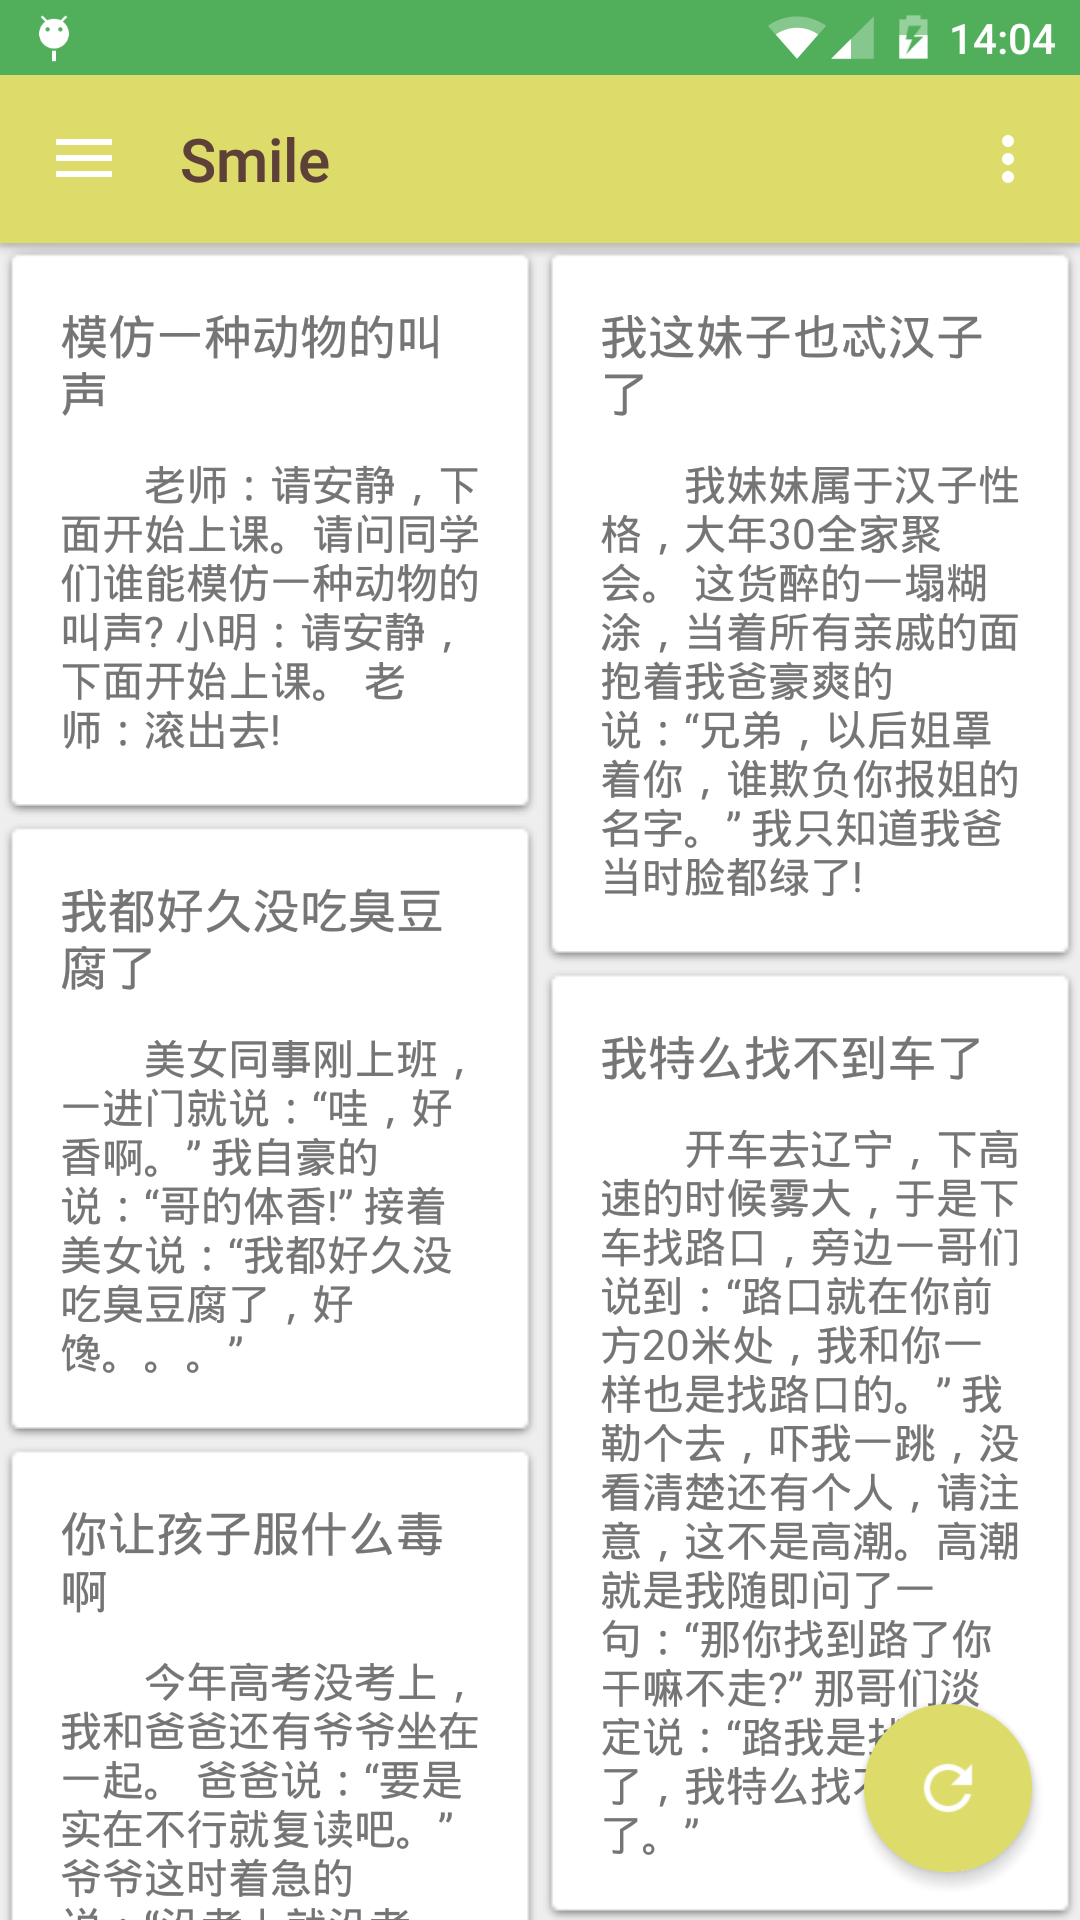 14:04
Smile
模仿一种动物的叫
声
老师：请安静，下
面开始上课。请问同学
们谁能模仿一种动物的
叫声? 小明：请安静，
下面开始上课。 老
师：滚出去!
我都好久没吃臭豆
腐了
美女同事刚上班，
一进门就说：“哇，好
香啊。” 我自豪的
说：“哥的体香!” 接着
美女说：“我都好久没
吃臭豆腐了，好
馋。。。”
你让孩子服什么毒
啊
今年高考没考上，
我和爸爸还有爷爷坐在
一起。 爸爸说：“要是
实在不行就复读吧。”
爷爷这时着急的
说：“没考上就没考
我这妹子也忒汉子
了
我妹妹属于汉子性
格，大年30全家聚
会。 这货醉的一塌糊
涂，当着所有亲戚的面
抱着我爸豪爽的
说：“兄弟，以后姐罩
着你，谁欺负你报姐的
名字。” 我只知道我爸
当时脸都绿了!
我特么找不到车了
开车去辽宁，下高
速的时候雾大，于是下
车找路口，旁边一哥们
说到：“路口就在你前
方20米处，我和你一
样也是找路口的。” 我
勒个去，吓我一跳，没
看清楚还有个人，请注
意，这不是高潮。高潮
就是我随即问了一
句：“那你找到路了你
干嘛不走?” 那哥们淡
定说：“路我是找
了，我特么找不
了。”